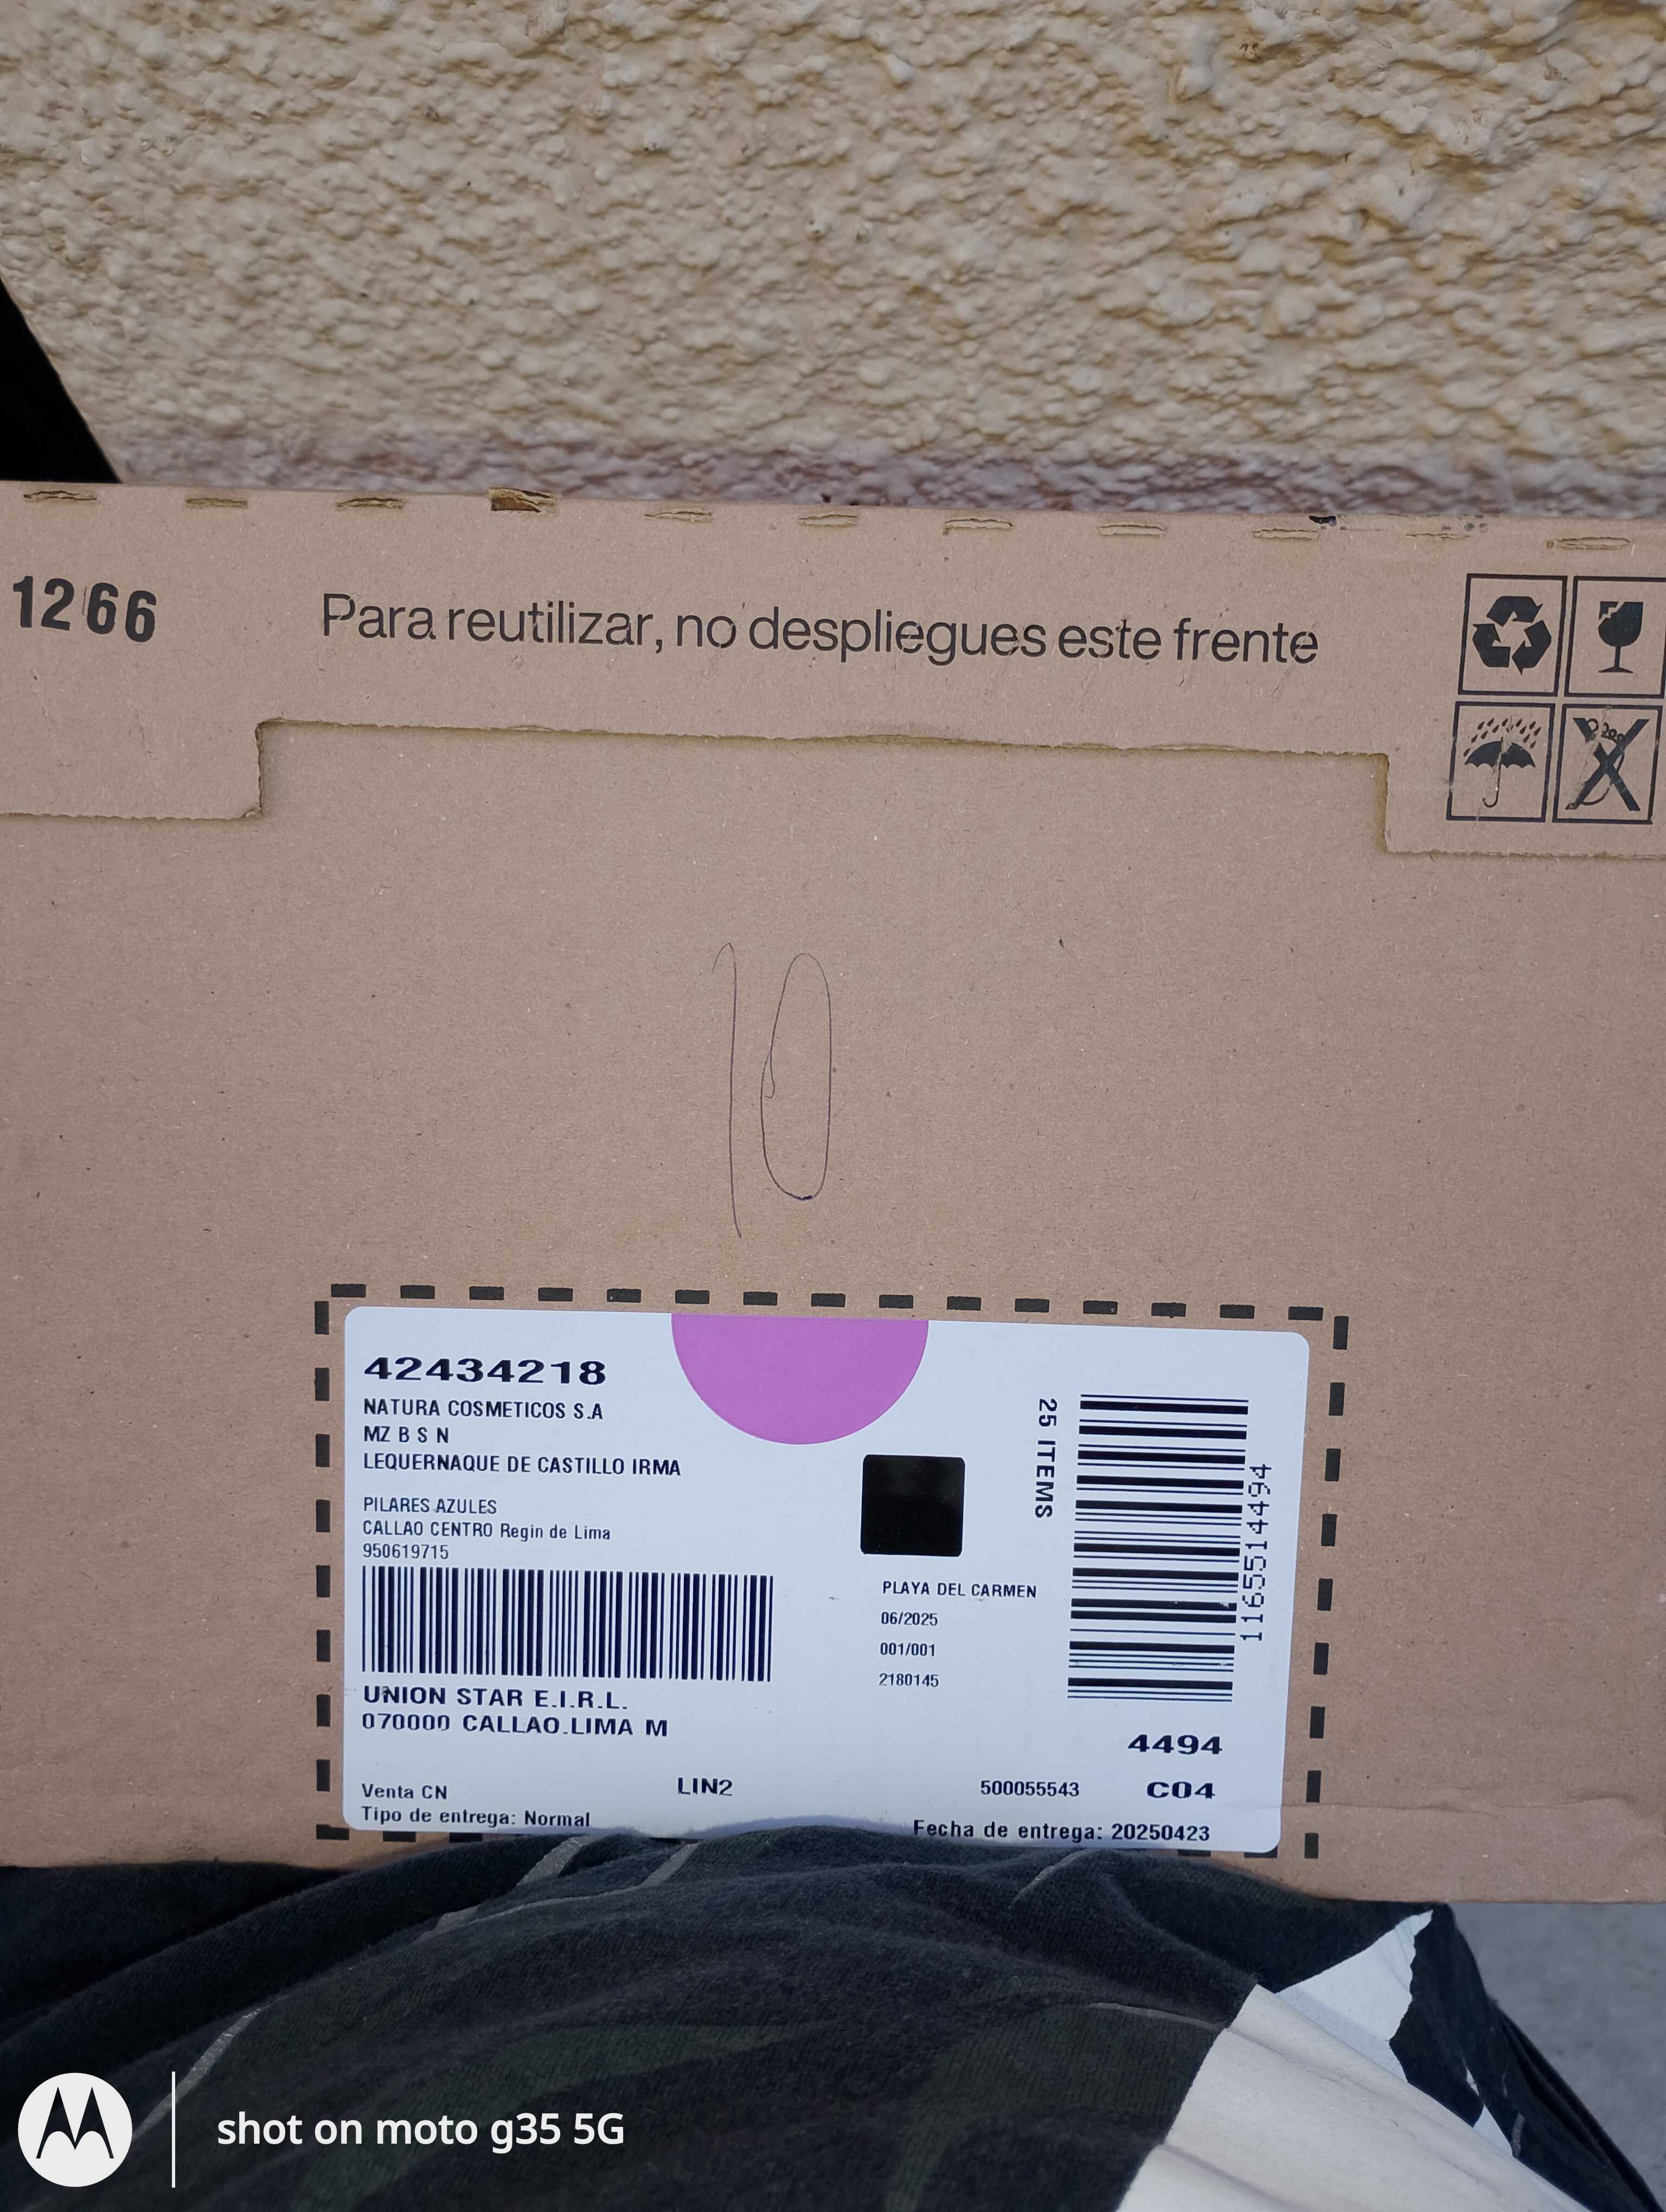 1266
Para reutilizar, no despliegues este frente
10
42434218
NATURA COSMETICOS S.A
MZ B S N
LEQUERNAQUE DE CASTILLO IRMA
PILARES AZULES
CALLAO CENTRO Regin de Lima
950619715
UNION STAR E.I.R.L.
070000 CALLAO.LIMA M
Venta CN
LIN2
Tipo de entrega: Normal
25 ITEMS
1165514494
PLAYA DEL CARMEN
06/2025
001/001
2180145
4494
500055543
C04
Fecha de entrega: 20250423
shot on moto g35 5G